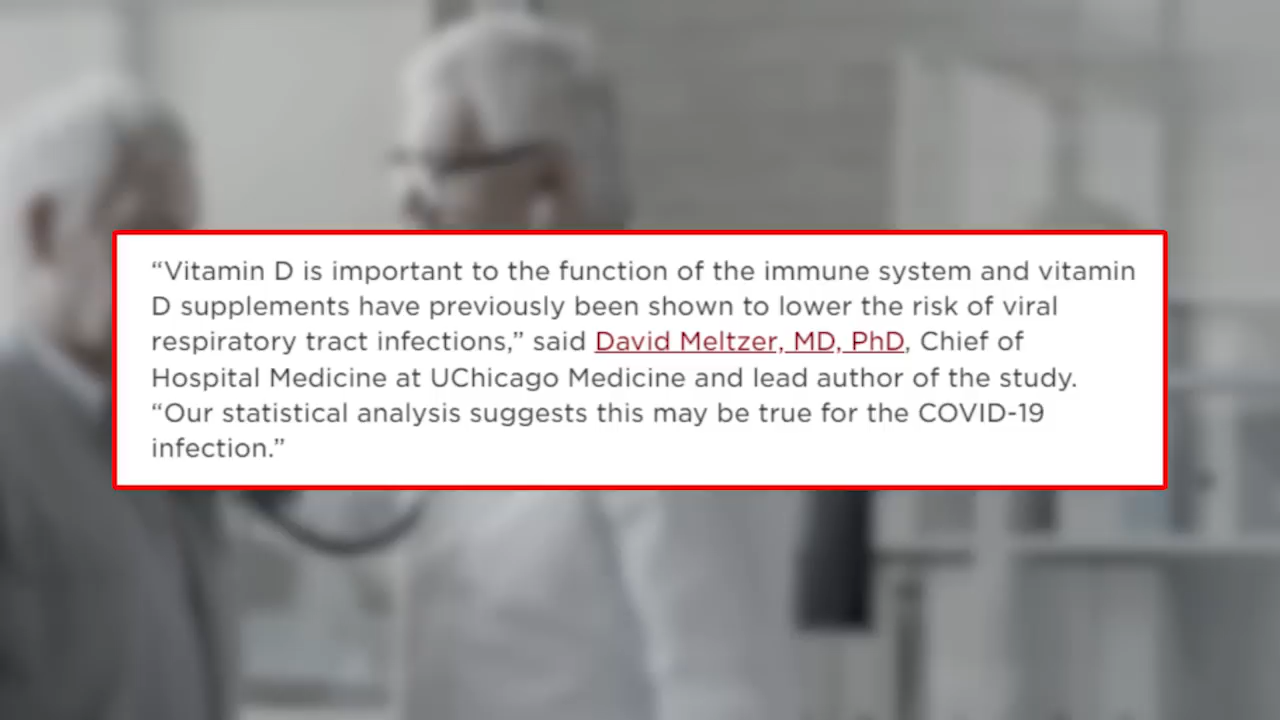 “Vitamin D is important to the function of the immune system and vitamin
D supplements have previously been shown to lower the risk of viral
respiratory tract infections,” said David Meltzer, MD, PhD, Chief of
Hospital Medicine at UChicago Medicine and lead author of the study.
“Our statistical analysis suggests this may be true for the COVID-19
infection.”